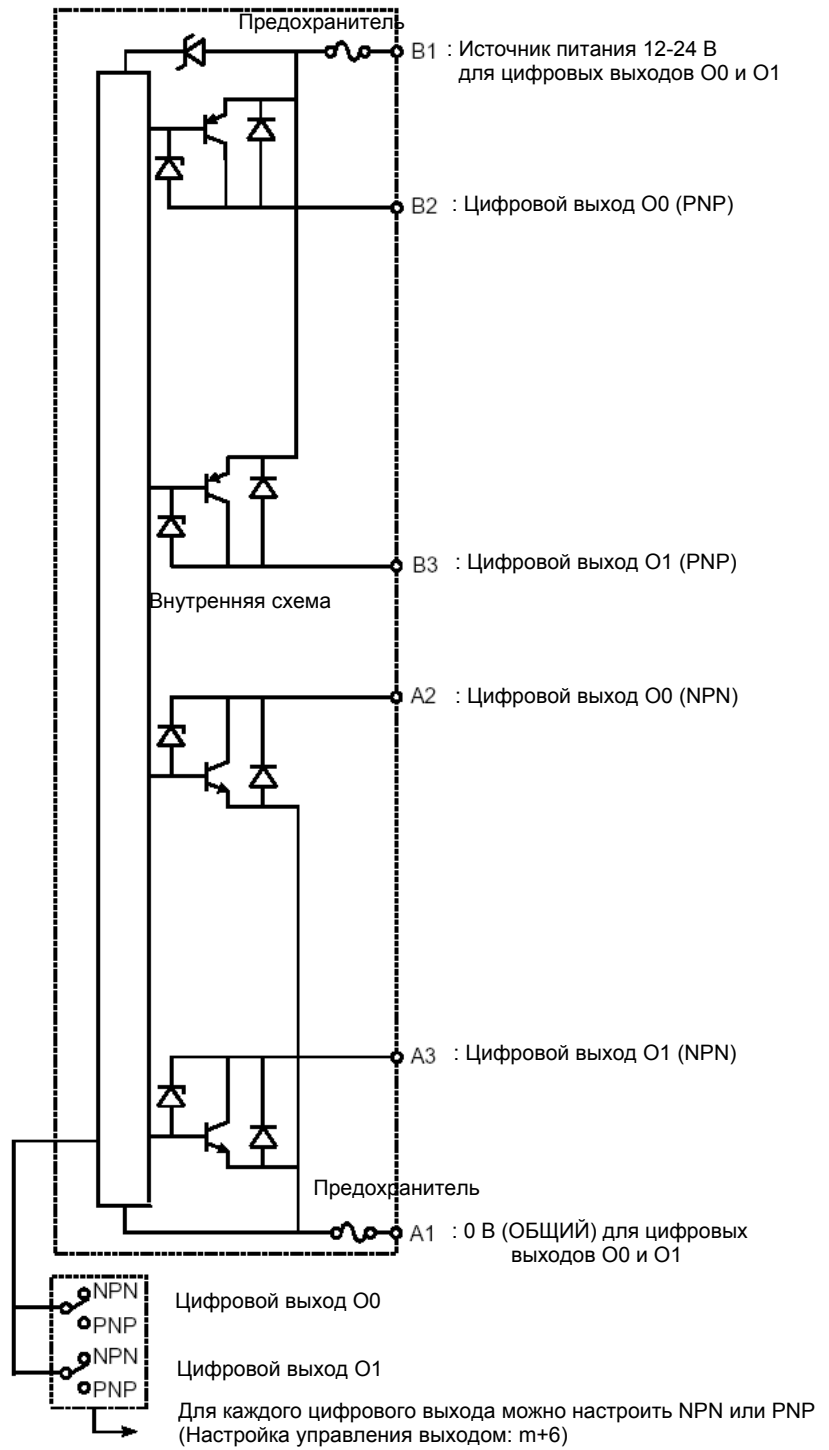 Предохранитель
B1 : Источник питания 12-24 В
для цифровых выходов O0 и O1
B2 : Цифровой выход O0 (PNP)
B3 : Цифровой выход O1 (PNP)
Внутренняя схема
A2 : Цифровой выход O0 (NPN)
A3 : Цифровой выход O1 (NPN)
Предохранитель
A1 : 0 В (ОБЩИЙ) для цифровых
выходов O0 и O1
NPN
Цифровой выход O0
PNP
NPN
Цифровой выход O1
PNP
Для каждого цифрового выхода можно настроить NPN или PNP
(Настройка управления выходом: m+6)